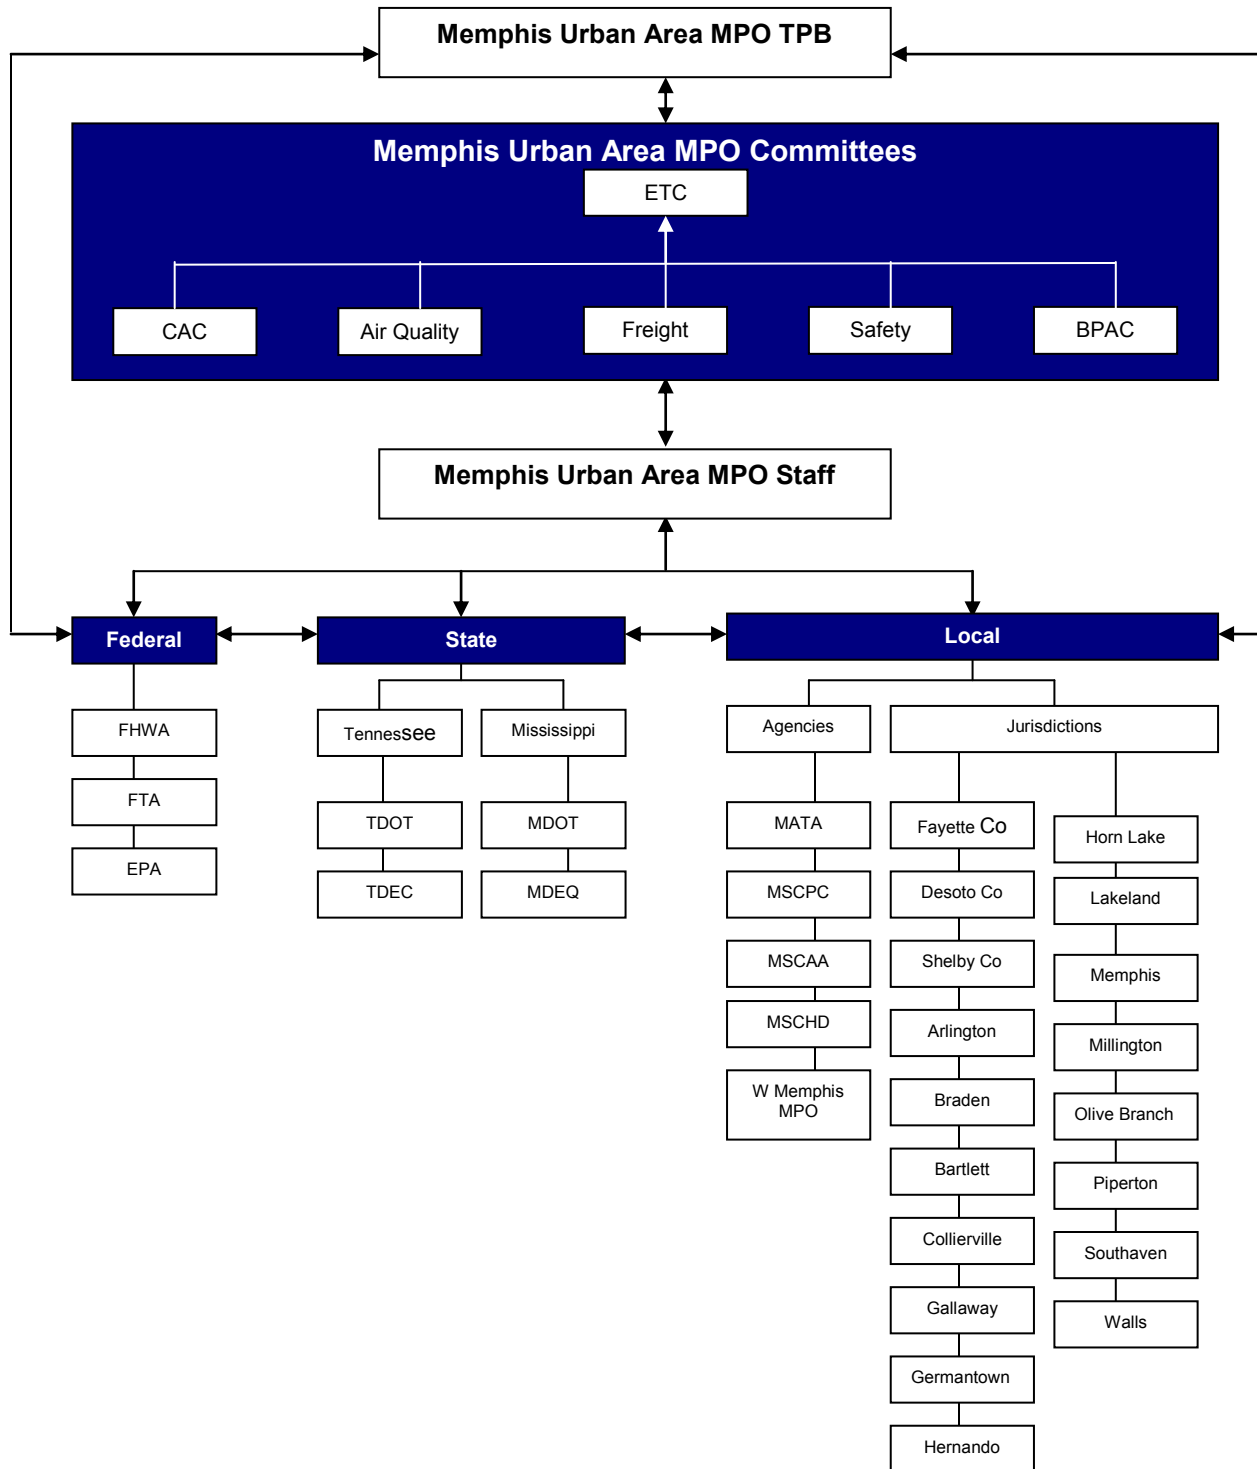 Memphis Urban Area MPO TPB
Memphis Urban Area MPO Committees
ETC
CAC
Air Quality
Freight
Safety
BPAC
Memphis Urban Area MPO Staff
Federal
State
Local
FHWA
FTA
EPA
Tennessee
TDOT
TDEC
Mississippi
MDOT
MDEQ
Agencies
MATA
MSCPC
MSCAA
MSCHD
W Memphis
MPO
Jurisdictions
Fayette Co
Desoto Co
Shelby Co
Arlington
Braden
Bartlett
Collierville
Gallaway
Germantown
Hernando
Horn Lake
Lakeland
Memphis
Millington
Olive Branch
Piperton
Southaven
Walls